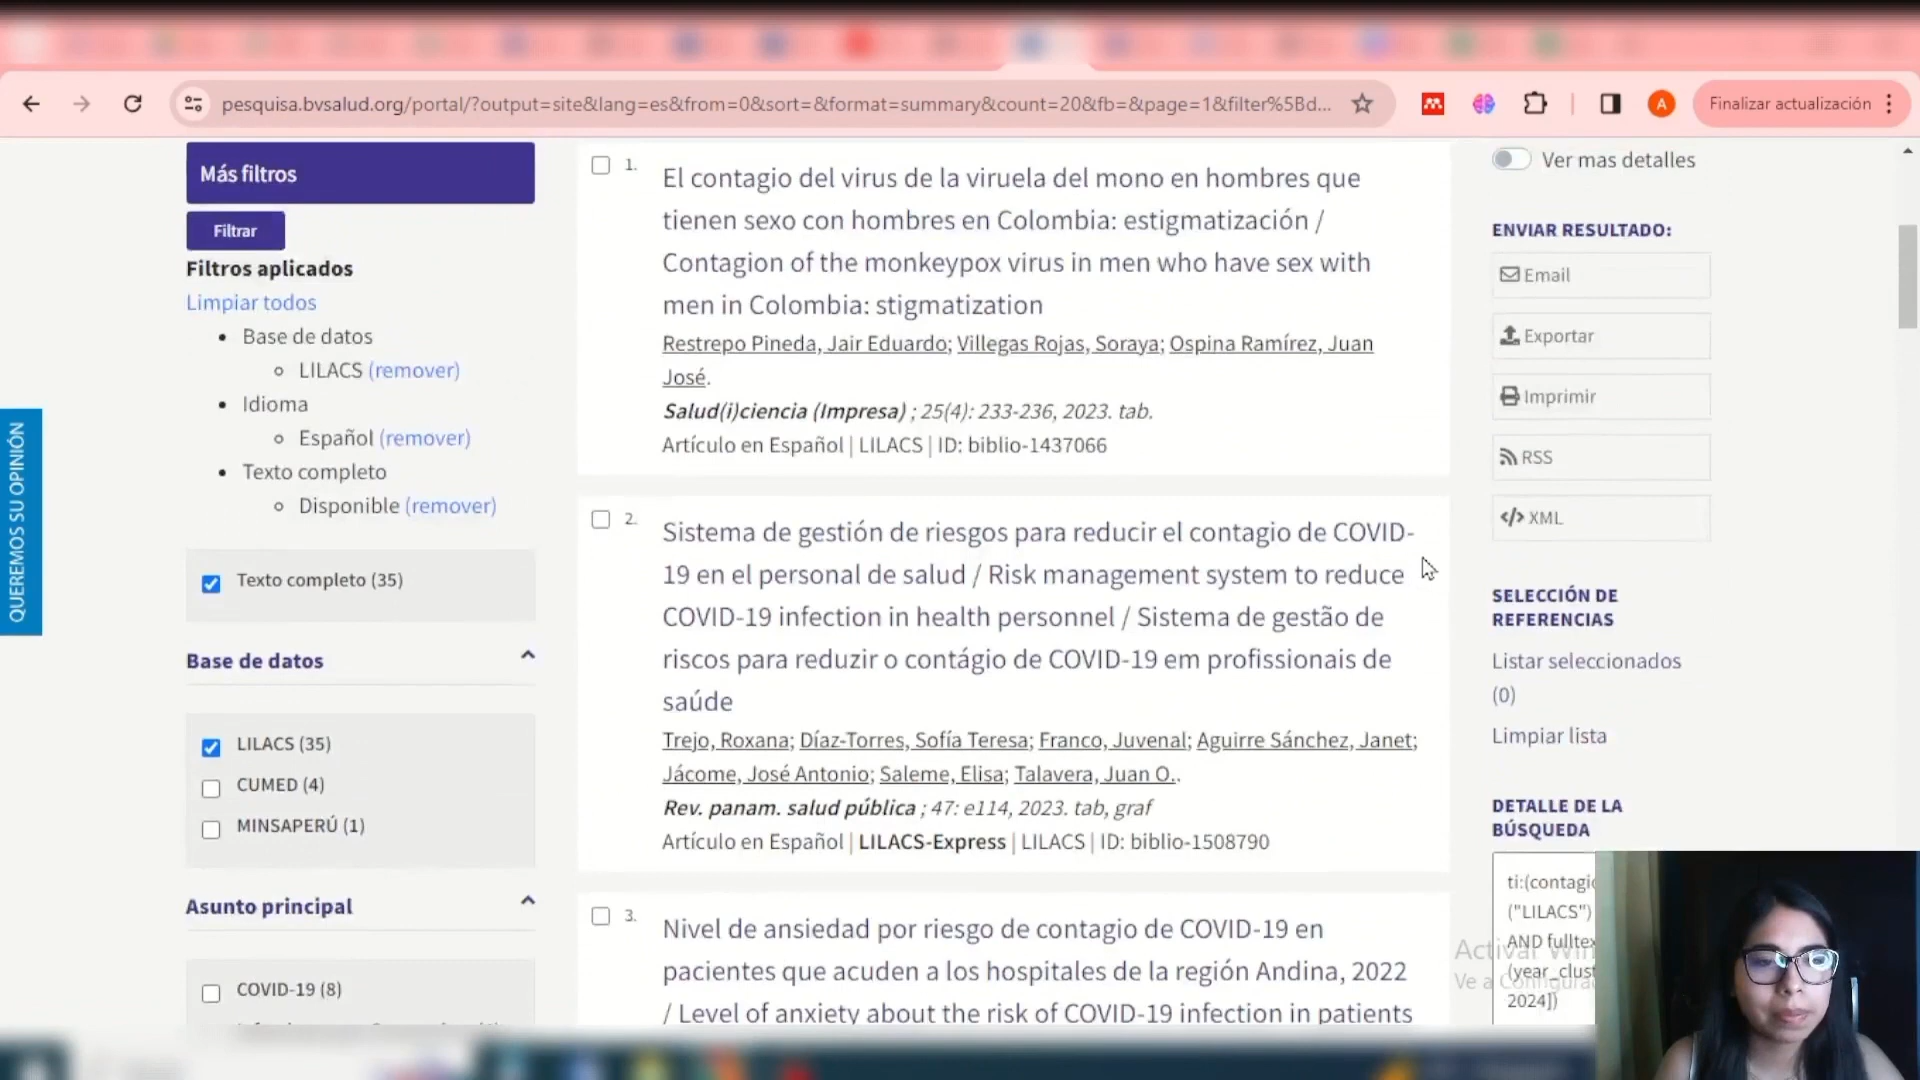 pesquisa.bvsalud.org/portal/?output=site&lang=es&from=0&sort=&format=summary&count=20&fb=&page=1&filter%5Bd...
A
Finalizar actualización
QUEREMOS SU OPINIÓN
Más filtros
Filtrar
Filtros aplicados
Limpiar todos
Base de datos
LILACS (remover)
Idioma
Español (remover)
Texto completo
Disponible (remover)
Texto completo (35)
Base de datos
LILACS (35)
CUMED (4)
MINSAPERÚ (1)
Asunto principal
COVID-19 (8)
1.
El contagio del virus de la viruela del mono en hombres que
tienen sexo con hombres en Colombia: estigmatización /
Contagion of the monkeypox virus in men who have sex with
men in Colombia: stigmatization
Restrepo Pineda, Jair Eduardo; Villegas Rojas, Soraya; Ospina Ramírez, Juan
José.
Salud(i)ciencia (Impresa) ; 25(4): 233-236, 2023. tab.
Artículo en Español | LILACS | ID: biblio-1437066
2.
Sistema de gestión de riesgos para reducir el contagio de COVID-
19 en el personal de salud / Risk management system to reduce
COVID-19 infection in health personnel / Sistema de gestão de
riscos para reduzir o contágio de COVID-19 em profissionais de
saúde
Trejo, Roxana; Díaz-Torres, Sofía Teresa; Franco, Juvenal; Aguirre Sánchez, Janet;
Jácome, José Antonio; Saleme, Elisa; Talavera, Juan O..
Rev. panam. salud pública ; 47: e114, 2023. tab, graf
Artículo en Español | LILACS-Express | LILACS | ID: biblio-1508790
3.
Nivel de ansiedad por riesgo de contagio de COVID-19 en
pacientes que acuden a los hospitales de la región Andina, 2022
/ Level of anxiety about the risk of COVID-19 infection in patients
Ver mas detalles
ENVIAR RESULTADO:
Email
Exportar
Imprimir
RSS
</> XML
SELECCIÓN DE
REFERENCIAS
Listar seleccionados
(0)
Limpiar lista
DETALLE DE LA
BÚSQUEDA
ti:(contagio
("LILACS")
AND fulltex
(year_clust
2024])
Activar Win
Ve a Configura